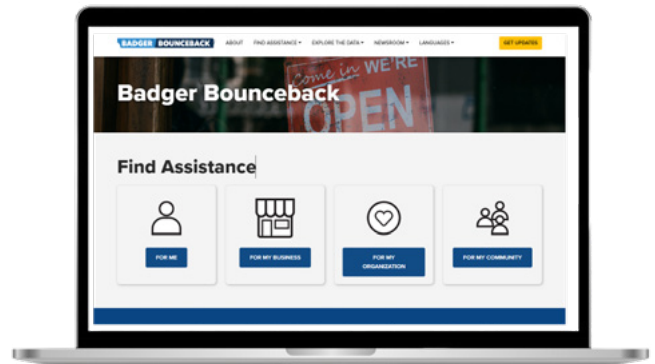 BADGER BOUNCEBACK ABOUT FIND ASSISTANCE EXPLORE THE DATA NEWSROOM LANGUAGES GET UPDATES
come in WE'RE
OPEN
Badger Bounceback
Find Assistance
FOR ME
FOR MY BUSINESS
FOR MY
ORGANIZATION
FOR MY COMMUNITY